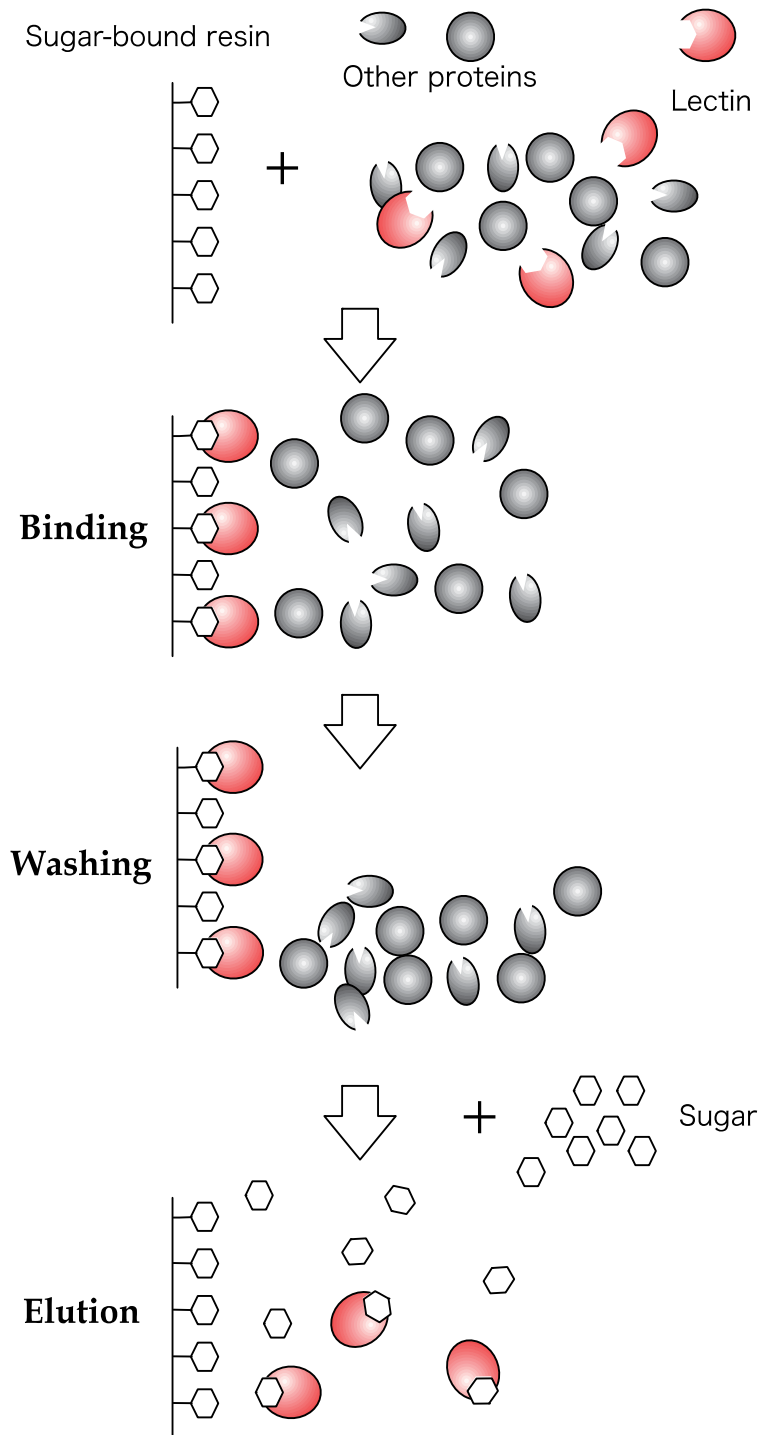 Sugar-bound resin
Other proteins
Lectin
Binding
Washing
Sugar
Elution